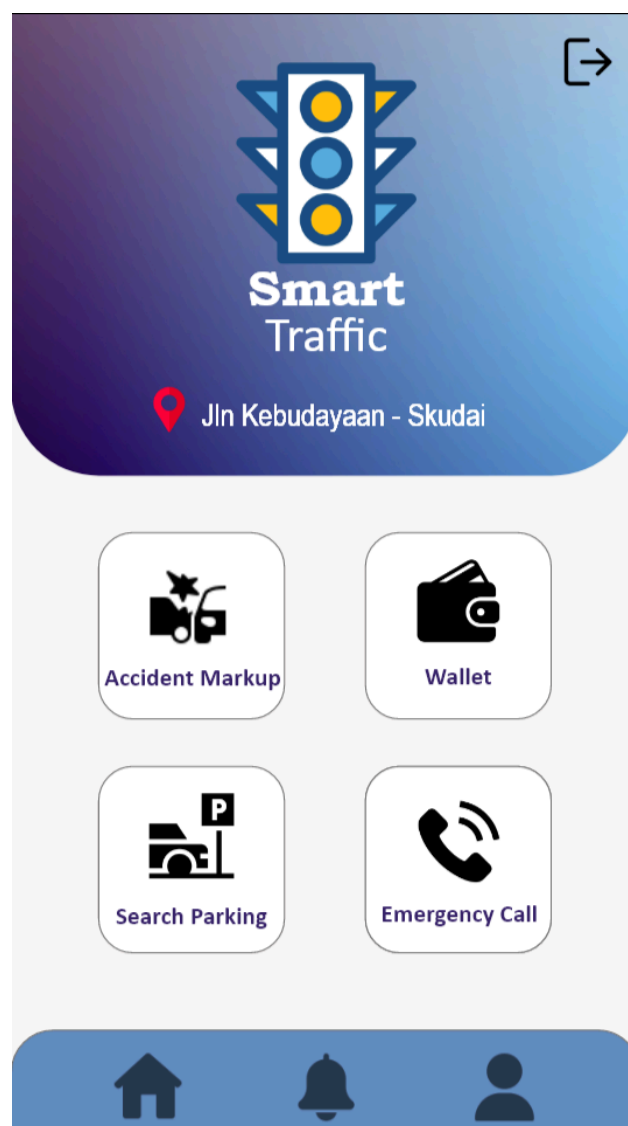 Smart
Traffic
Jln Kebudayaan - Skudai
Accident Markup
Wallet
P
Search Parking
Emergency Call